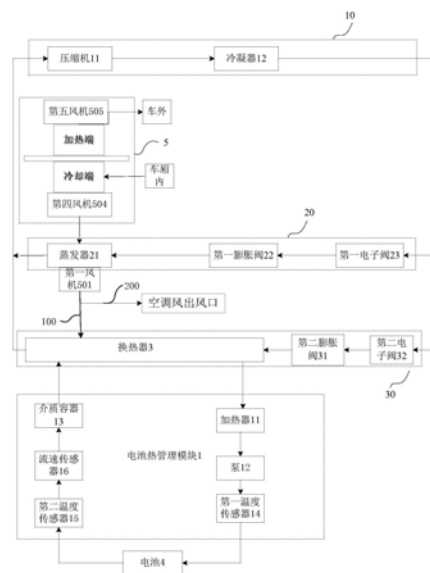 10
压缩机11
冷凝器12
第五风机505
车外
加热端
5
冷却端
车厢
内
第四风机504
20
蒸发器21
第一膨胀阀22
第一电子阀23
第一风
机501
200
空调风出风口
100
换热器3
第二膨胀
阀31
第二电
子阀32
30
介质容器
13
加热器11
电池热管理模块1
流速传感
器16
泵12
第二温度
传感器15
第一温度
传感器14
电池4